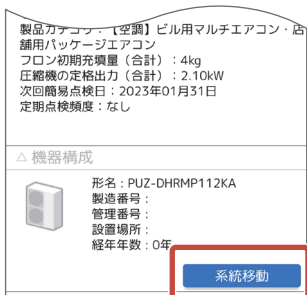 製品カテゴリ：【空調】ビル用マルチエアコン・店
舗用パッケージエアコン
フロン初期充填量（合計）：4kg
圧縮機の定格出力（合計）：2.10kW
次回簡易点検日：2023年01月31日
定期点検頻度：なし
△ 機器構成
形名：PUZ-DHRMP112KA
製造番号：
管理番号：
設置場所：
経年年数：0年
系統移動